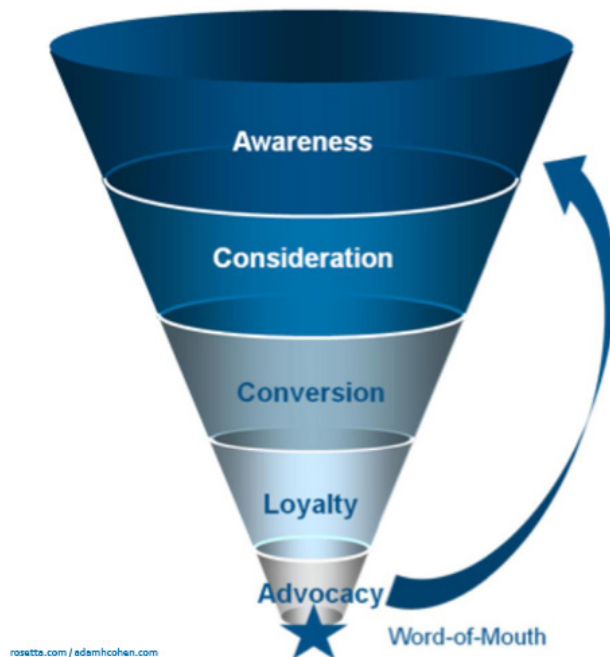 Awareness
Consideration
Conversion
Loyalty
Advocacy
Word-of-Mouth
rosetta.com / adamhcohen.com